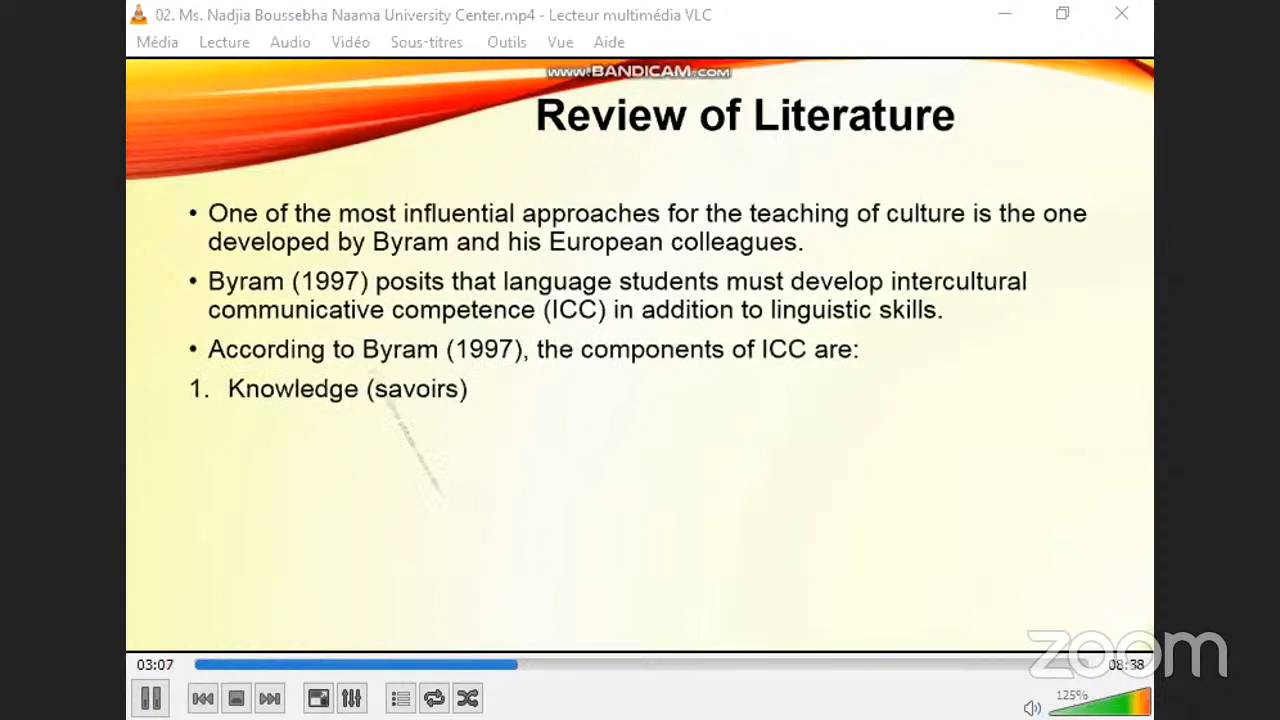 02. Ms. Nadjia Boussebha Naama University Center.mp4 - Lecteur multimédia VLC
Média Lecture Audio Vidéo Sous-titres Outils Vue Aide
www.BANDICAM.com
Review of Literature
• One of the most influential approaches for the teaching of culture is the one
developed by Byram and his European colleagues.
• Byram (1997) posits that language students must develop intercultural
communicative competence (ICC) in addition to linguistic skills.
• According to Byram (1997), the components of ICC are:
1. Knowledge (savoirs)
zoom
03:07 08:38
125%